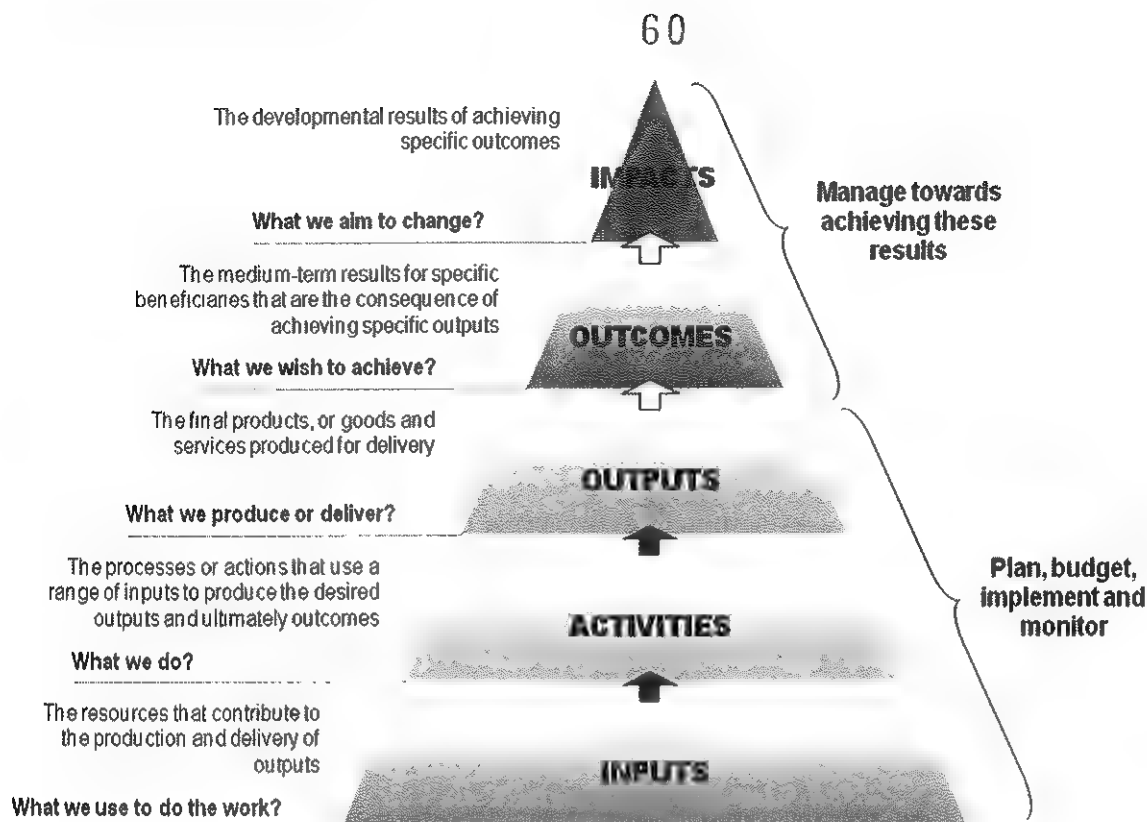 60
The developmental results of achieving
specific outcomes
IMPACTS
What we aim to change?
Manage towards
achieving these
results
The medium-term results for specific
beneficiaries that are the consequence of
achieving specific outputs
OUTCOMES
What we wish to achieve?
The final products, or goods and
services produced for delivery
OUTPUTS
What we produce or deliver?
The processes or actions that use a
range of inputs to produce the desired
outputs and ultimately outcomes
ACTIVITIES
Plan, budget,
implement and
monitor
What we do?
The resources that contribute to
the production and delivery of
outputs
INPUTS
What we use to do the work?